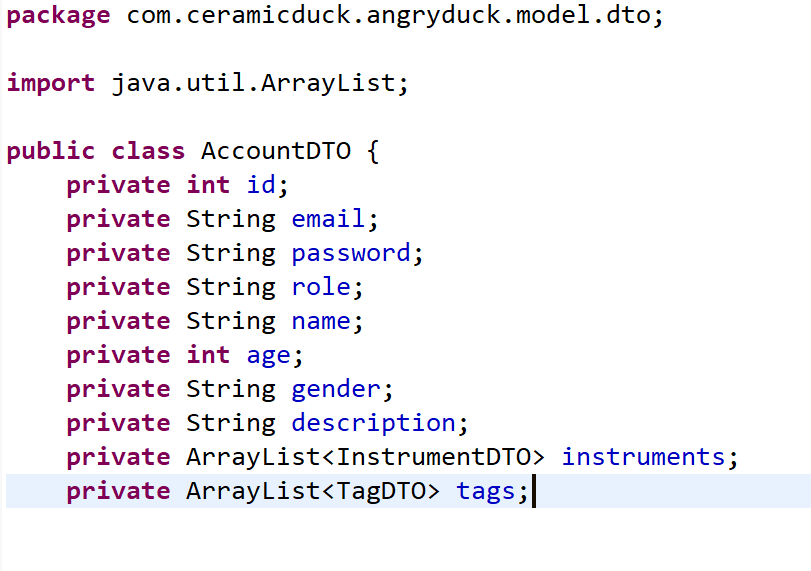 package com.ceramicduck.angryduck.model.dto;
import java.util.ArrayList;
public class AccountDTO {
private int id;
private String email;
private String password;
private String role;
private String name;
private int age;
private String gender;
private String description;
private ArrayList<InstrumentDTO> instruments;
private ArrayList<TagDTO> tags;